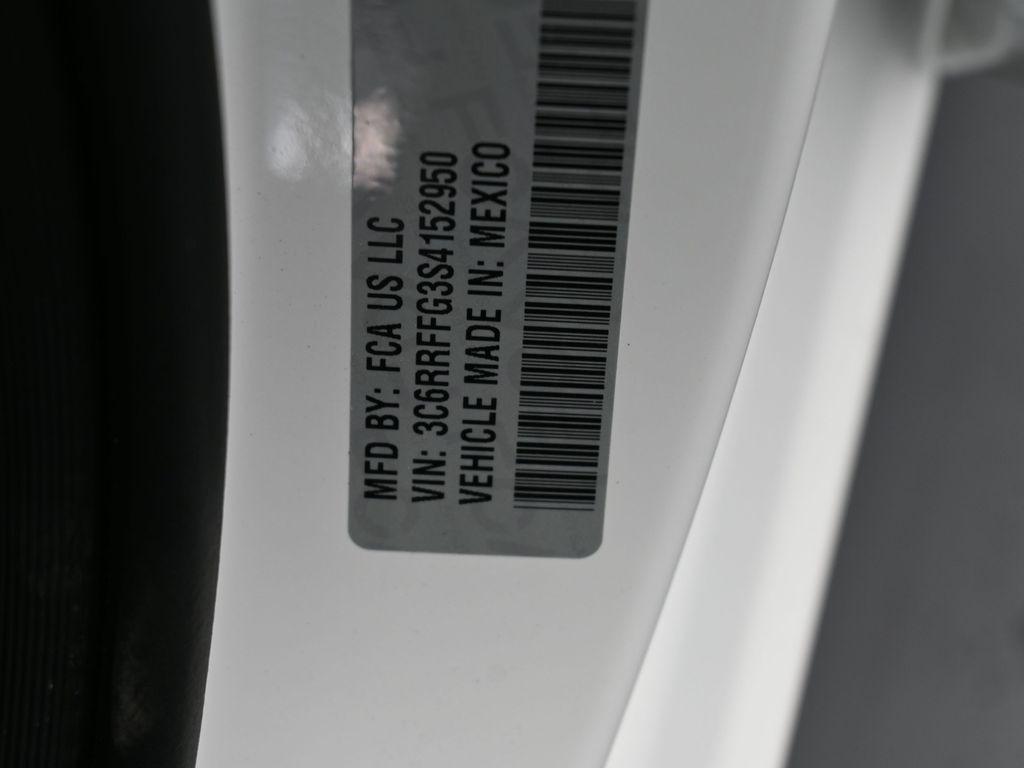 MFD BY: FCA US LLC
VIN: 3C6RRFFG3S4152950
VEHICLE MADE IN: MEXICO